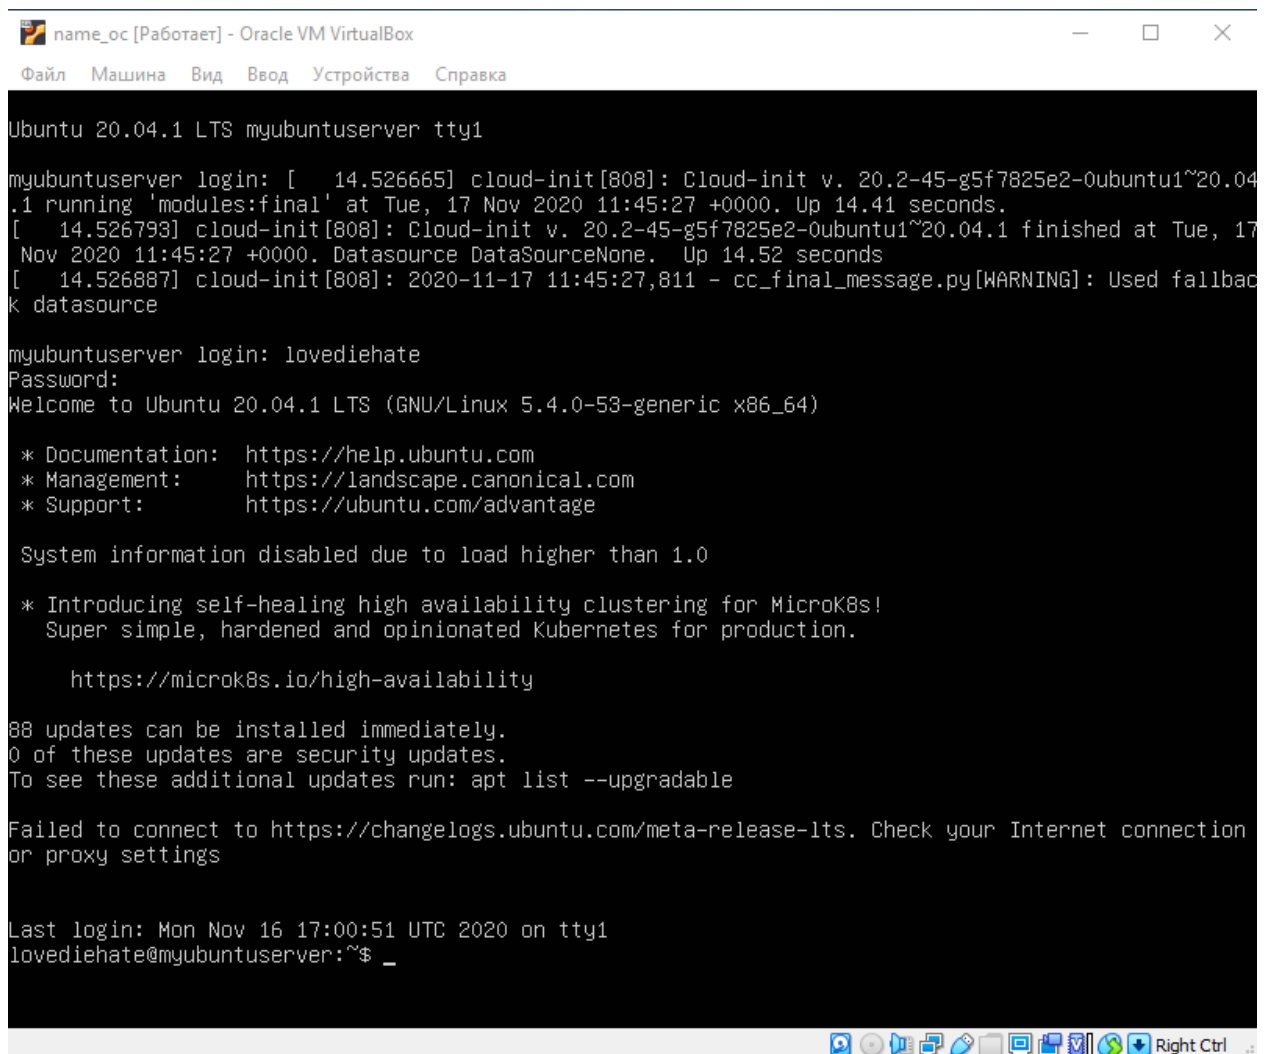 name_oc [Работает] - Oracle VM VirtualBox
Файл Машина Вид Ввод Устройства Справка
Ubuntu 20.04.1 LTS myubuntuserver tty1
myubuntuserver login: [   14.526665] cloud-init[808]: Cloud-init v. 20.2-45-g5f7825e2-0ubuntu1~20.04
.1 running 'modules:final' at Tue, 17 Nov 2020 11:45:27 +0000. Up 14.41 seconds.
[   14.526793] cloud-init[808]: Cloud-init v. 20.2-45-g5f7825e2-0ubuntu1~20.04.1 finished at Tue, 17
 Nov 2020 11:45:27 +0000. Datasource DataSourceNone.  Up 14.52 seconds
[   14.526887] cloud-init[808]: 2020-11-17 11:45:27,811 - cc_final_message.py[WARNING]: Used fallbac
k datasource
myubuntuserver login: lovediehate
Password:
Welcome to Ubuntu 20.04.1 LTS (GNU/Linux 5.4.0-53-generic x86_64)
 * Documentation:  https://help.ubuntu.com
 * Management:     https://landscape.canonical.com
 * Support:        https://ubuntu.com/advantage
 System information disabled due to load higher than 1.0
 * Introducing self-healing high availability clustering for MicroK8s!
   Super simple, hardened and opinionated Kubernetes for production.
     https://microk8s.io/high-availability
88 updates can be installed immediately.
0 of these updates are security updates.
To see these additional updates run: apt list --upgradable
Failed to connect to https://changelogs.ubuntu.com/meta-release-lts. Check your Internet connection
or proxy settings
Last login: Mon Nov 16 17:00:51 UTC 2020 on tty1
lovediehate@myubuntuserver:~$ _
Right Ctrl